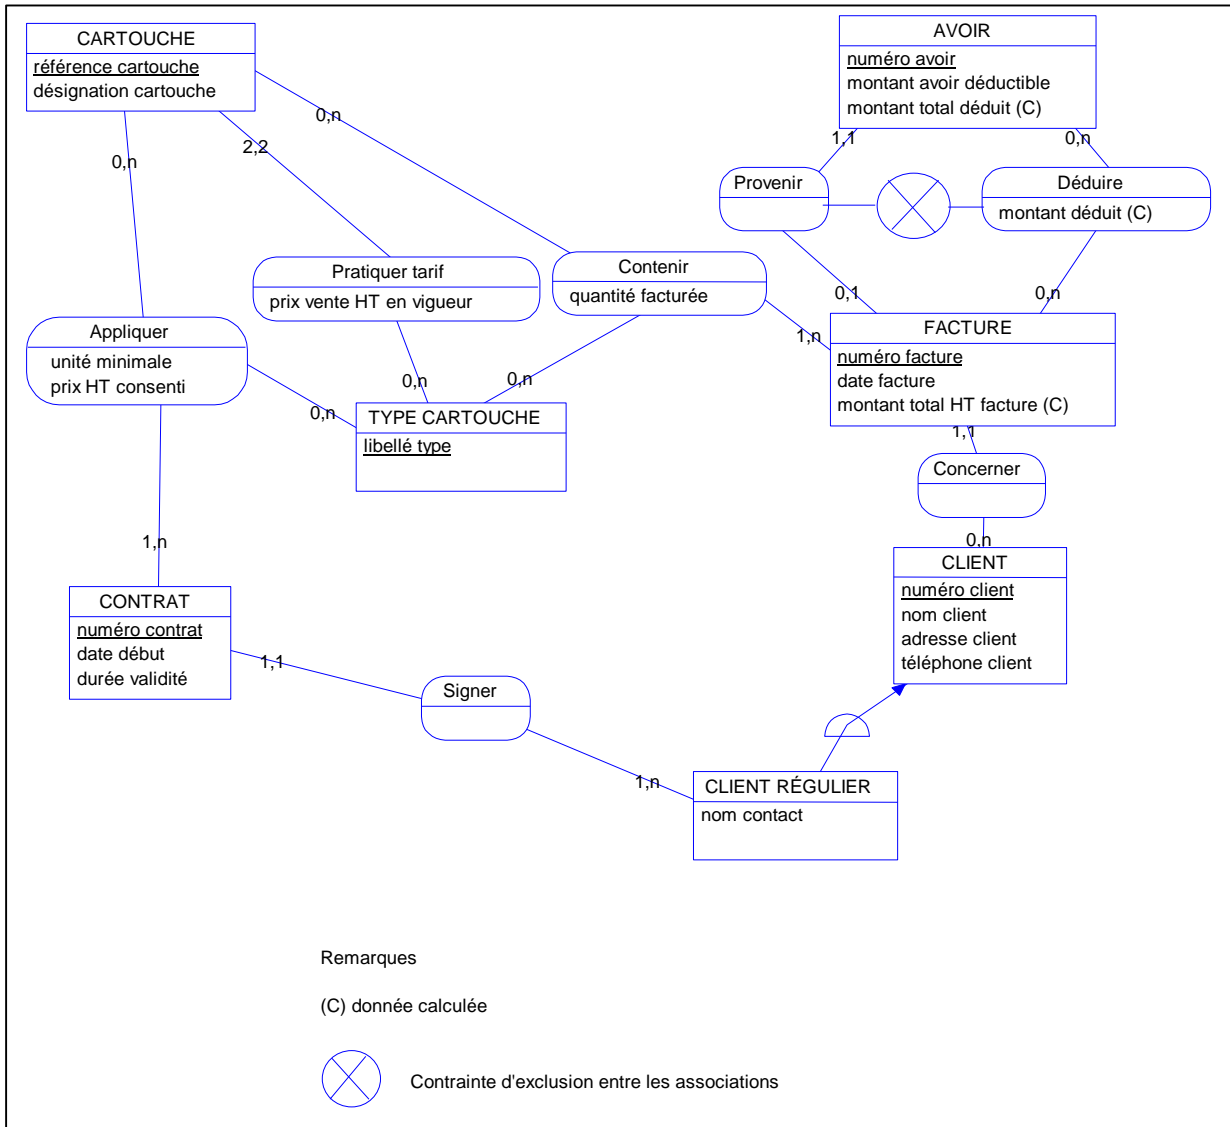 CARTOUCHE
référence cartouche
désignation cartouche
AVOIR
numéro avoir
montant avoir déductible
montant total déduit (C)
0,n
2,2
0,n
1,1
0,n
Provenir
Déduire
montant déduit (C)
Pratiquer tarif
prix vente HT en vigueur
Contenir
quantité facturée
0,1
0,n
Appliquer
unité minimale
prix HT consenti
1,n
FACTURE
numéro facture
date facture
montant total HT facture (C)
0,n
0,n
0,n
TYPE CARTOUCHE
libellé type
1,1
Concerner
0,n
1,n
CLIENT
numéro client
nom client
adresse client
téléphone client
CONTRAT
numéro contrat
date début
durée validité
1,1
Signer
1,n
CLIENT RÉGULIER
nom contact
Remarques
(C) donnée calculée
Contrainte d'exclusion entre les associations